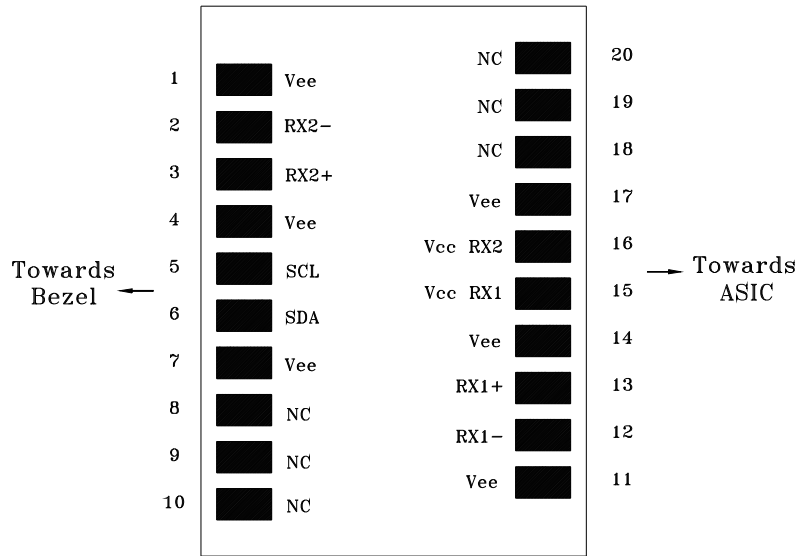 1 Vee
2 RX2-
3 RX2+
4 Vee
5 SCL
6 SDA
7 Vee
8 NC
9 NC
10 NC
NC 20
NC 19
NC 18
Vee 17
Vcc RX2 16
Vcc RX1 15
Vee 14
RX1+ 13
RX1- 12
Vee 11
Towards
Bezel
Towards
ASIC